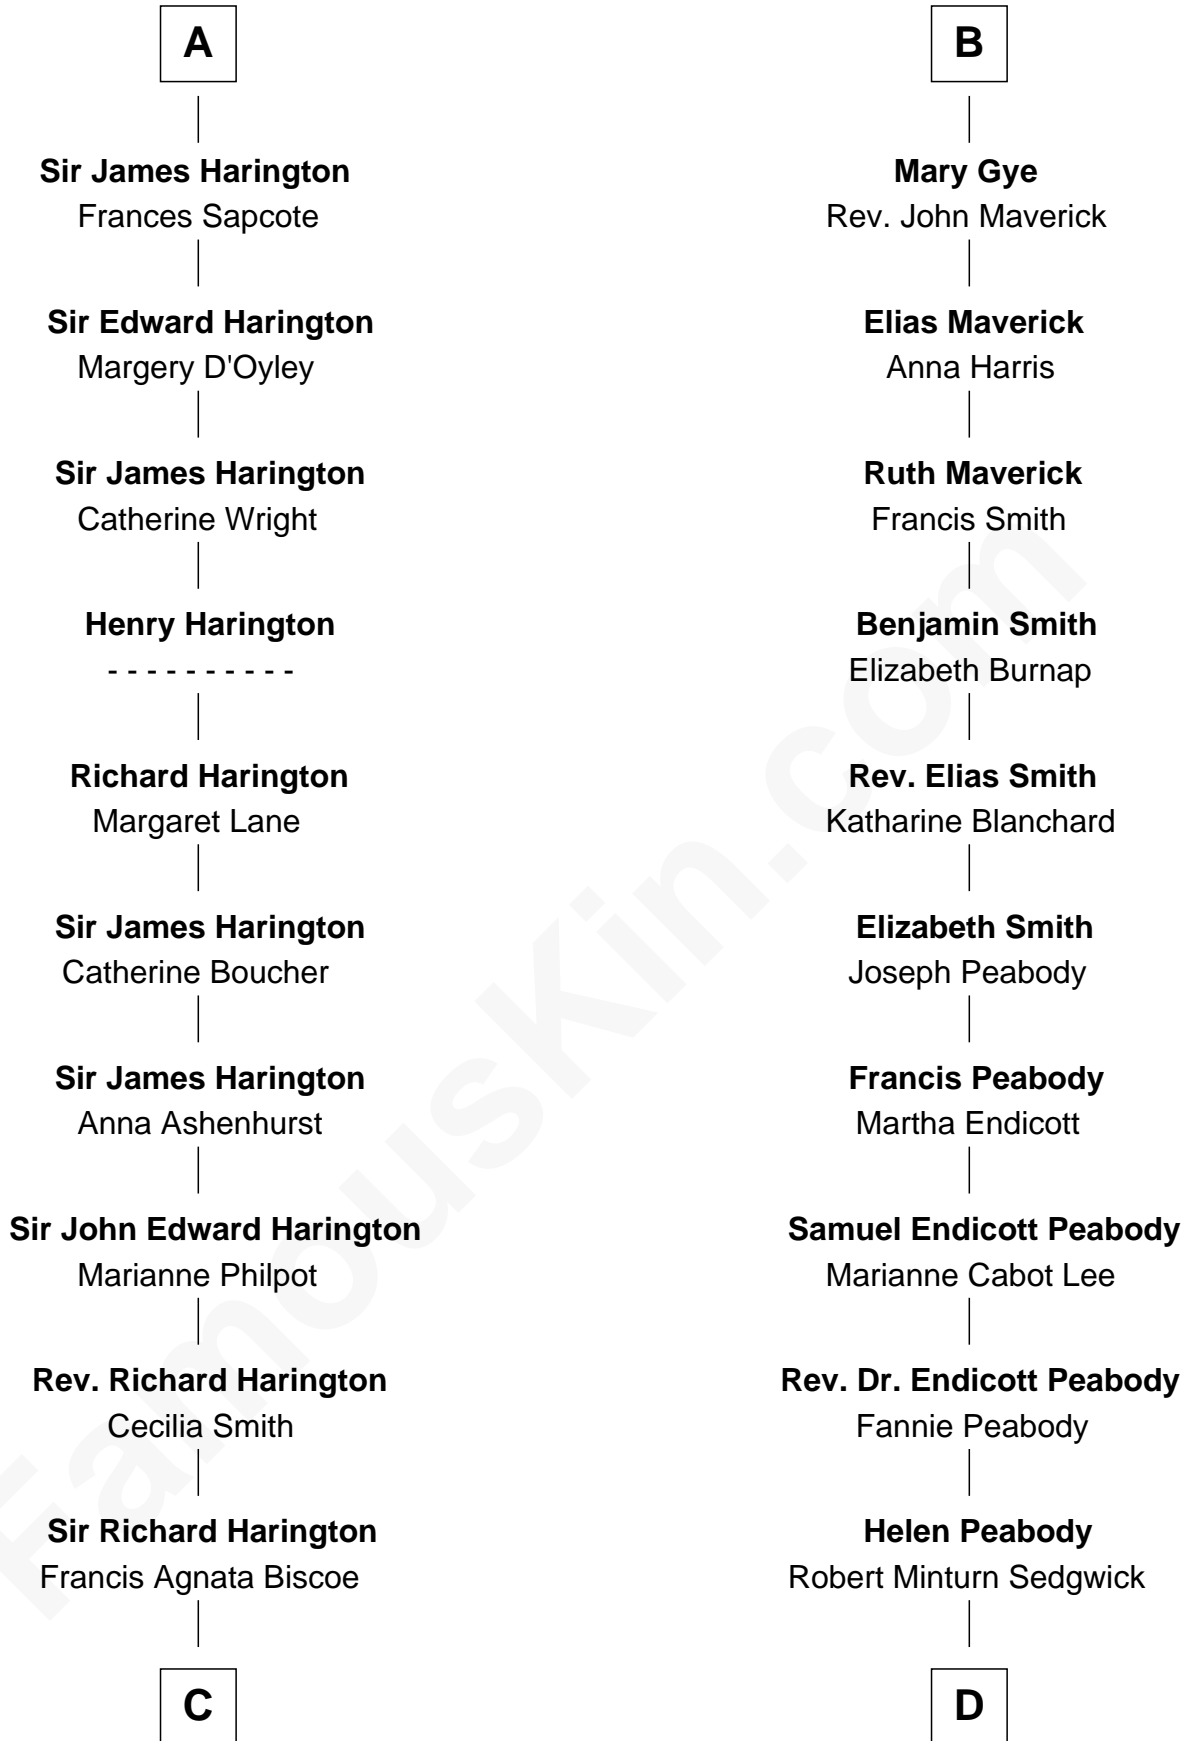 A
Sir James Harington
Frances Sapcote
Sir Edward Harington
Margery D'Oyley
Sir James Harington
Catherine Wright
Henry Harington
- - - - - - - - - -
Richard Harington
Margaret Lane
Sir James Harington
Catherine Boucher
Sir James Harington
Anna Ashenhurst
Sir John Edward Harington
Marianne Philpot
Rev. Richard Harington
Cecilia Smith
Sir Richard Harington
Francis Agnata Biscoe
C
B
Mary Gye
Rev. John Maverick
Elias Maverick
Anna Harris
Ruth Maverick
Francis Smith
Benjamin Smith
Elizabeth Burnap
Rev. Elias Smith
Katharine Blanchard
Elizabeth Smith
Joseph Peabody
Francis Peabody
Martha Endicott
Samuel Endicott Peabody
Marianne Cabot Lee
Rev. Dr. Endicott Peabody
Fannie Peabody
Helen Peabody
Robert Minturn Sedgwick
D
FamousKin.com